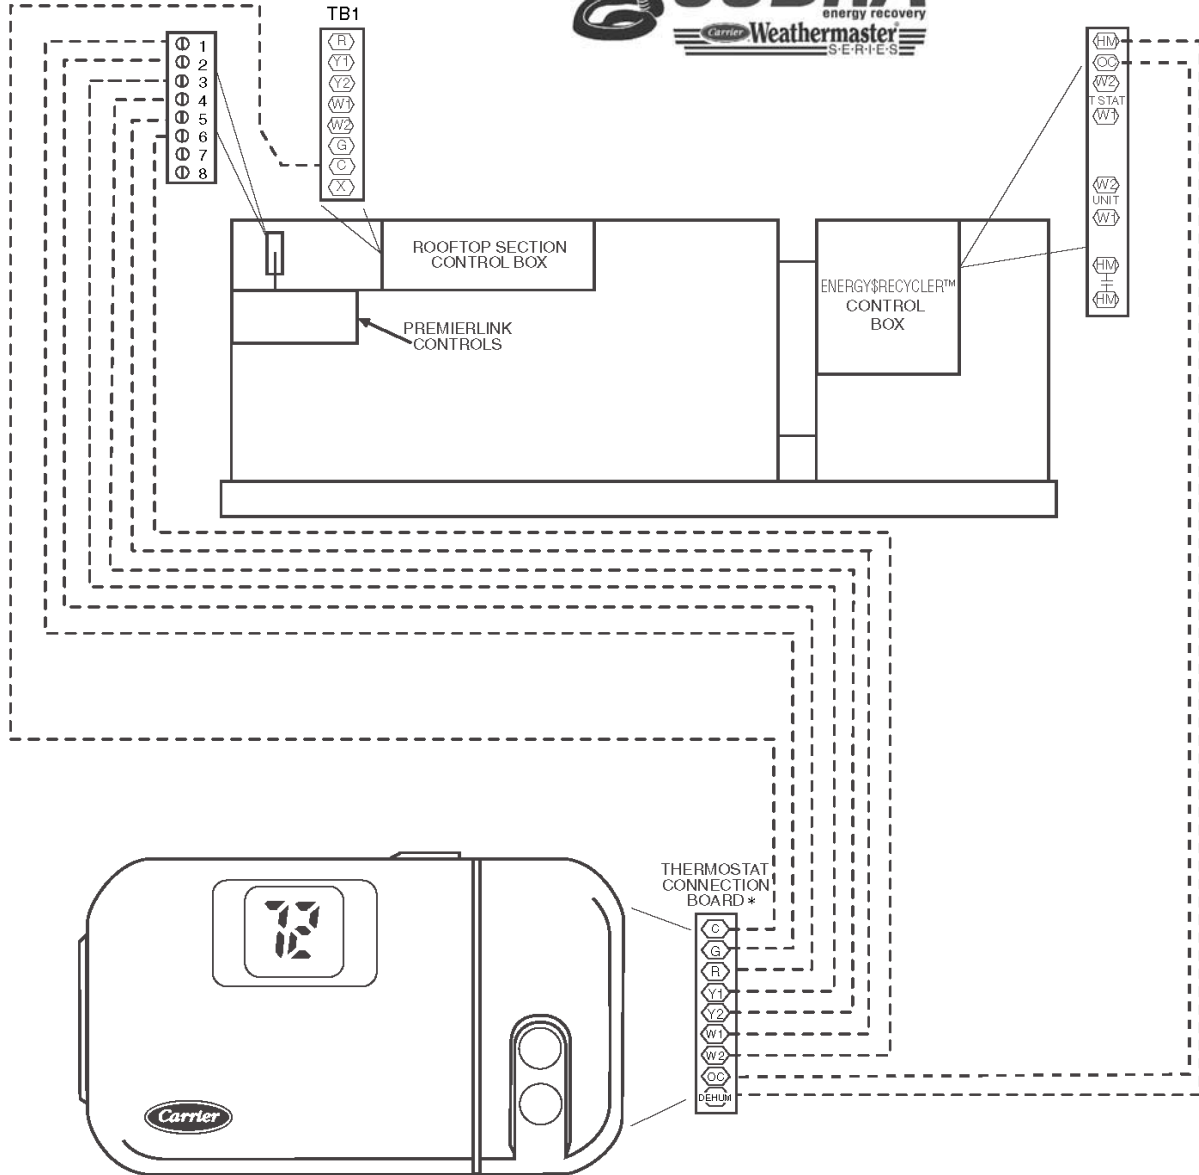 energy recovery
Carrier Weathermaster®
SERIES
TB1
R
Y1
Y2
W1
W2
G
C
X
1
2
3
4
5
6
7
8
HM
OC
W2
T STAT
W1
W2
UNIT
W1
HM
HM
ROOFTOP SECTION
CONTROL BOX
PREMIERLINK
CONTROLS
ENERGY$RECYCLER™
CONTROL
BOX
THERMOSTAT
CONNECTION
BOARD *
C
G
R
Y1
Y2
W1
W2
OC
DEHUM
72
Carrier